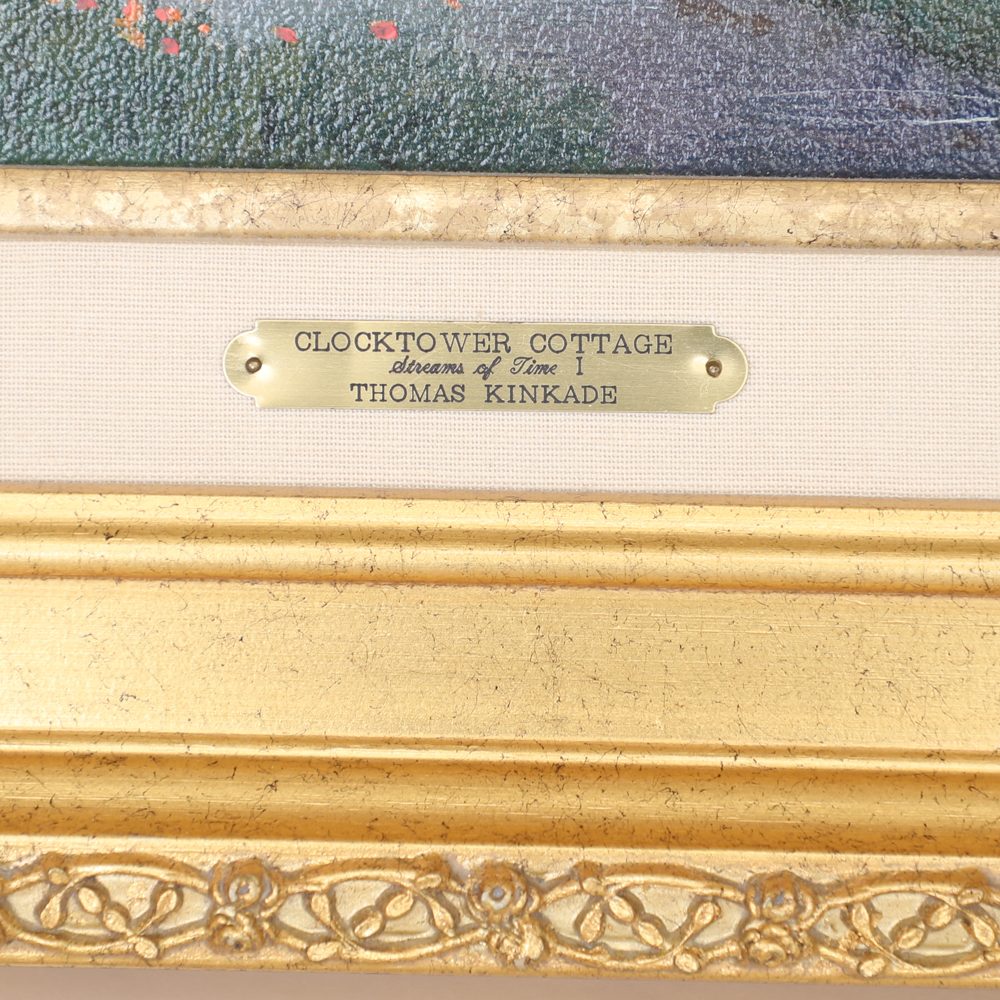 CLOCKTOWER COTTAGE
Streams of Time I
THOMAS KINKADE